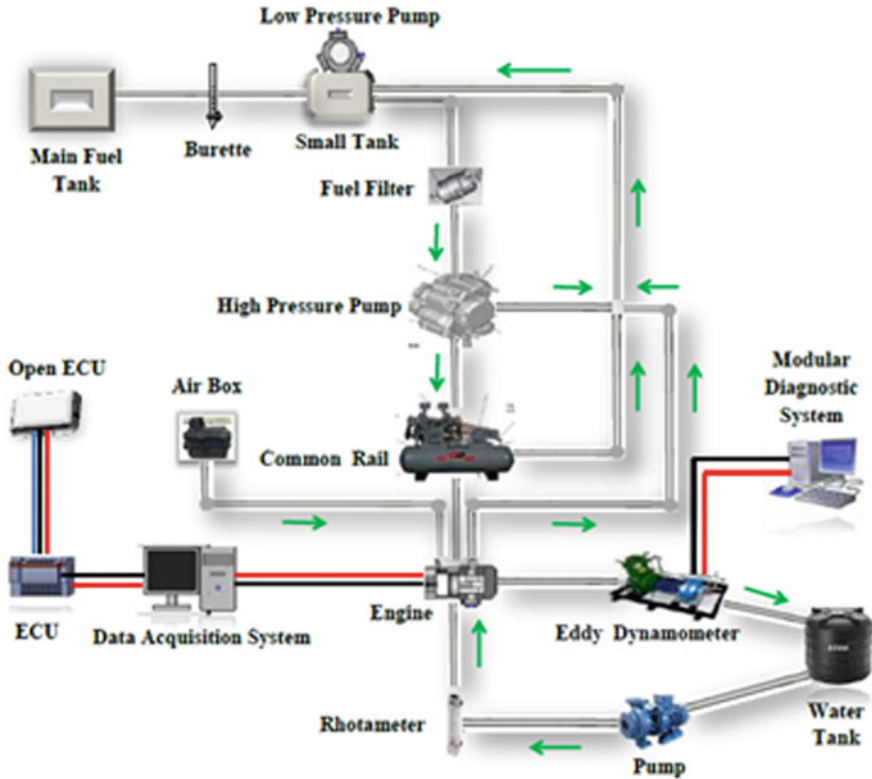 Low Pressure Pump
Main Fuel
Tank
Burette
Small Tank
Fuel Filter
High Pressure Pump
Open ECU
Air Box
Modular
Diagnostic
System
Common Rail
ECU
Data Acquisition System
Engine
Eddy Dynamometer
Rhotameter
Pump
Water
Tank